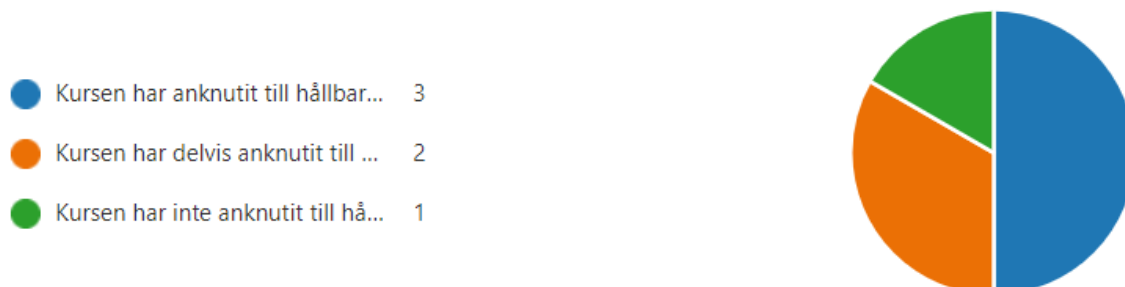 Kursen har anknutit till hållbar... 3
Kursen har delvis anknutit till ... 2
Kursen har inte anknutit till hå... 1